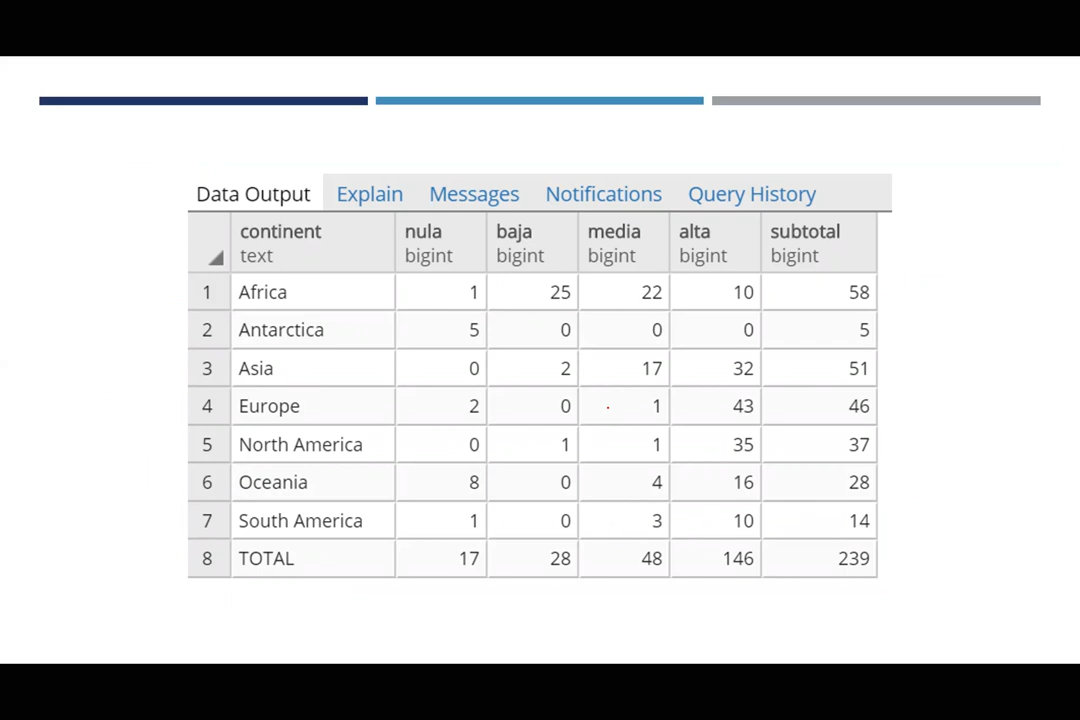 Data Output Explain Messages Notifications Query History
continent nula baja media alta subtotal
text bigint bigint bigint bigint bigint
1 Africa 1 25 22 10 58
2 Antarctica 5 0 0 0 5
3 Asia 0 2 17 32 51
4 Europe 2 0 1 43 46
5 North America 0 1 1 35 37
6 Oceania 8 0 4 16 28
7 South America 1 0 3 10 14
8 TOTAL 17 28 48 146 239